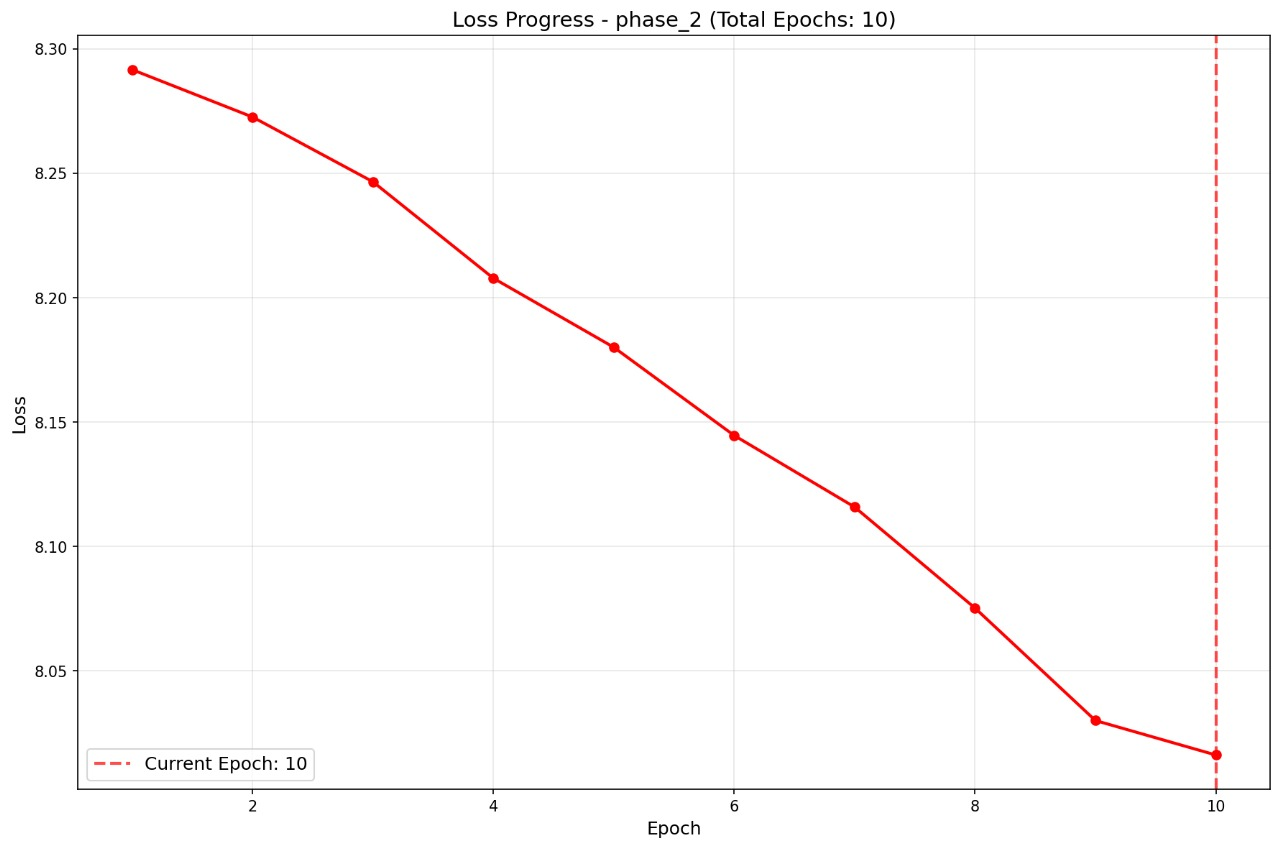 Loss Progress - phase_2 (Total Epochs: 10)
Loss
8.30
8.25
8.20
8.15
8.10
8.05
Current Epoch: 10
2 4 6 8 10
Epoch